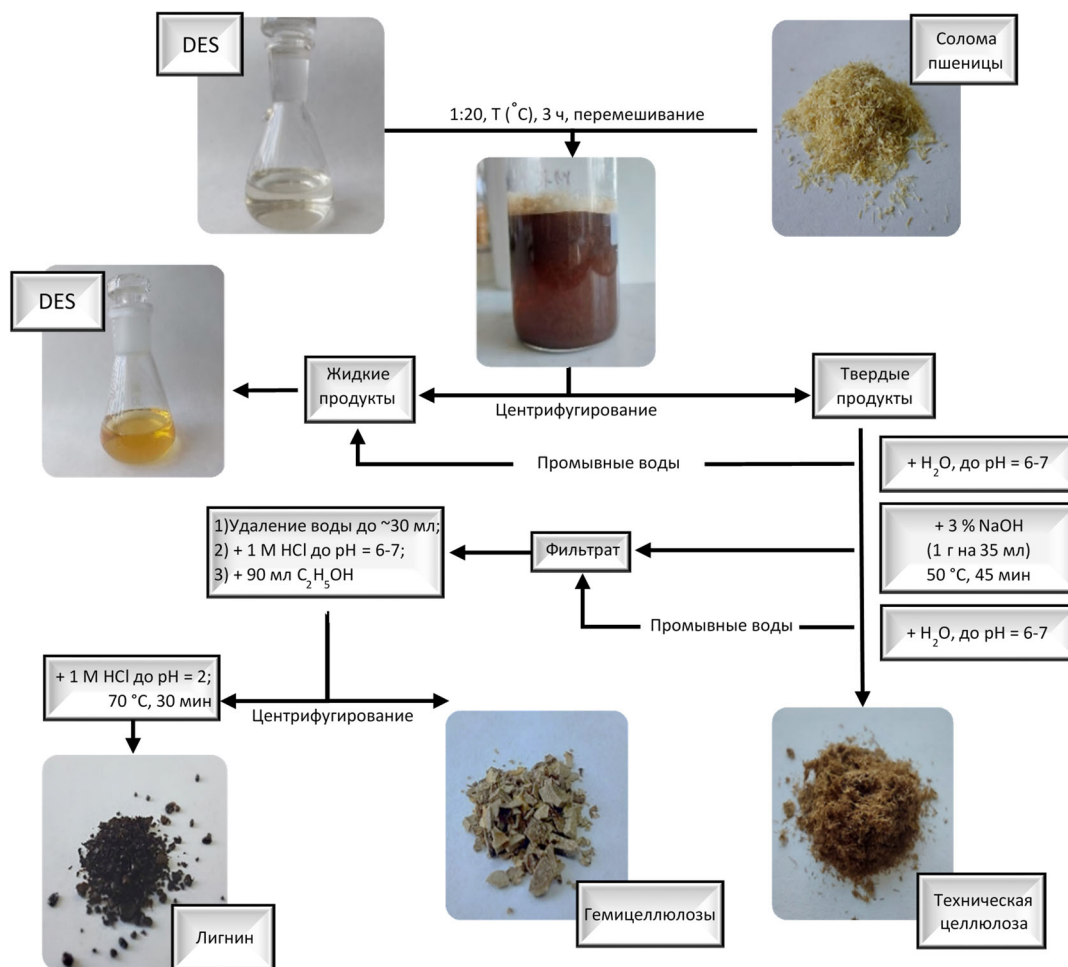 DES
Солома
пшеницы
1:20, T (°C), 3 ч, перемешивание
DES
Жидкие
продукты
Твердые
продукты
Центрифугирование
Промывные воды
+ H₂O, до pH = 6-7
1)Удаление воды до ~30 мл;
2) + 1 М HCl до pH = 6-7;
3) + 90 мл C₂H₅OH
Фильтрат
+ 3 % NaOH
(1 г на 35 мл)
50 °C, 45 мин
Промывные воды
+ H₂O, до pH = 6-7
+ 1 М HCl до pH = 2;
70 °C, 30 мин
Центрифугирование
Лигнин
Гемицеллюлозы
Техническая
целлюлоза